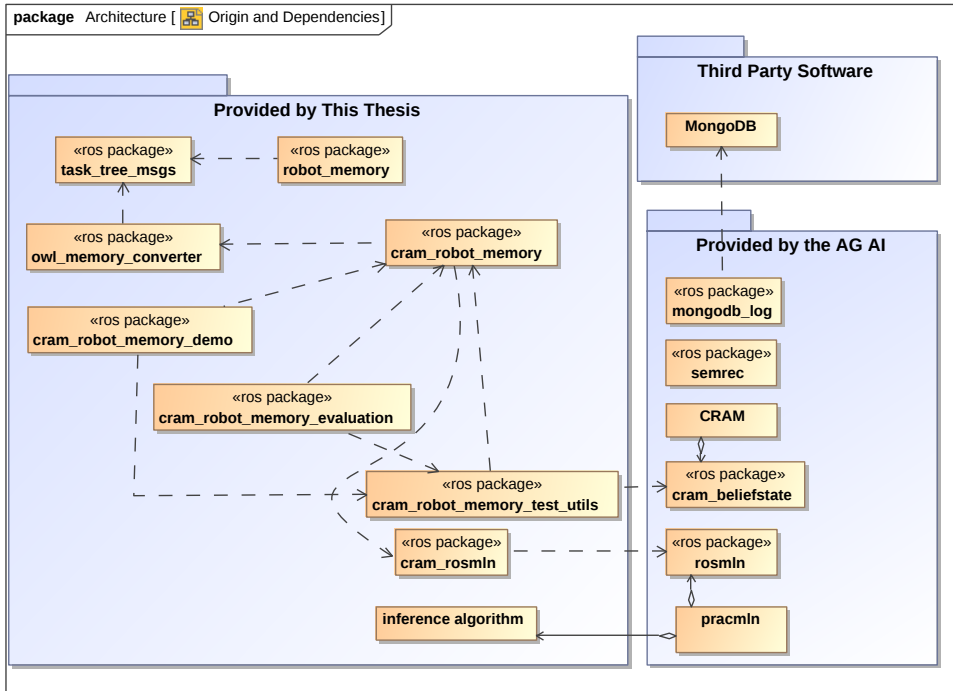 package Architecture [ Origin and Dependencies]
Provided by This Thesis
«ros package»
task_tree_msgs
«ros package»
robot_memory
«ros package»
owl_memory_converter
«ros package»
cram_robot_memory
«ros package»
cram_robot_memory_demo
«ros package»
cram_robot_memory_evaluation
«ros package»
cram_robot_memory_test_utils
«ros package»
cram_rosmln
inference algorithm
Third Party Software
MongoDB
Provided by the AG AI
«ros package»
mongodb_log
«ros package»
semrec
CRAM
«ros package»
cram_beliefstate
«ros package»
rosmln
pracmln